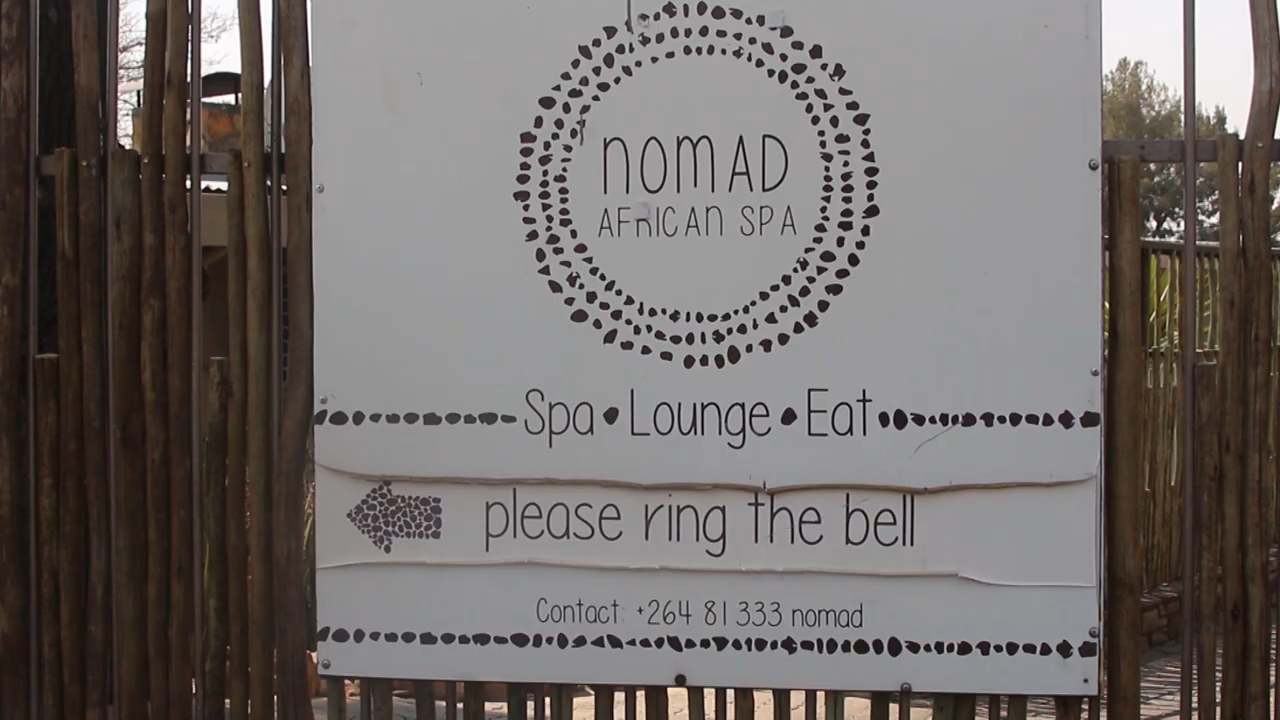 nomAD
AFRICAN SPA
Spa • Lounge • Eat
please ring the bell
Contact: +264 81 333 nomad